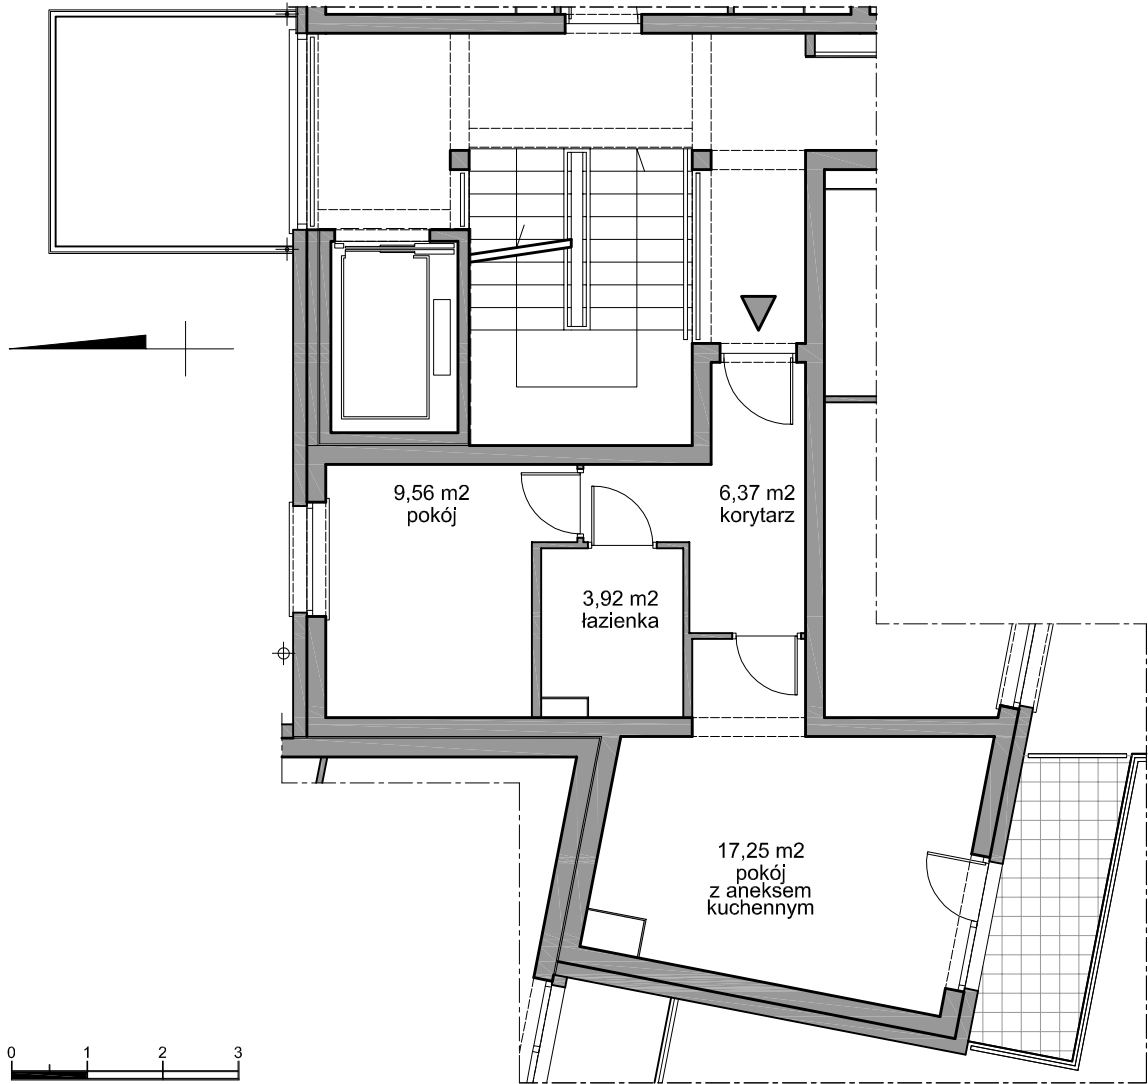 9,56 m2
pokój
6,37 m2
korytarz
3,92 m2
łazienka
17,25 m2
pokój
z aneksem
kuchennym
0 1 2 3